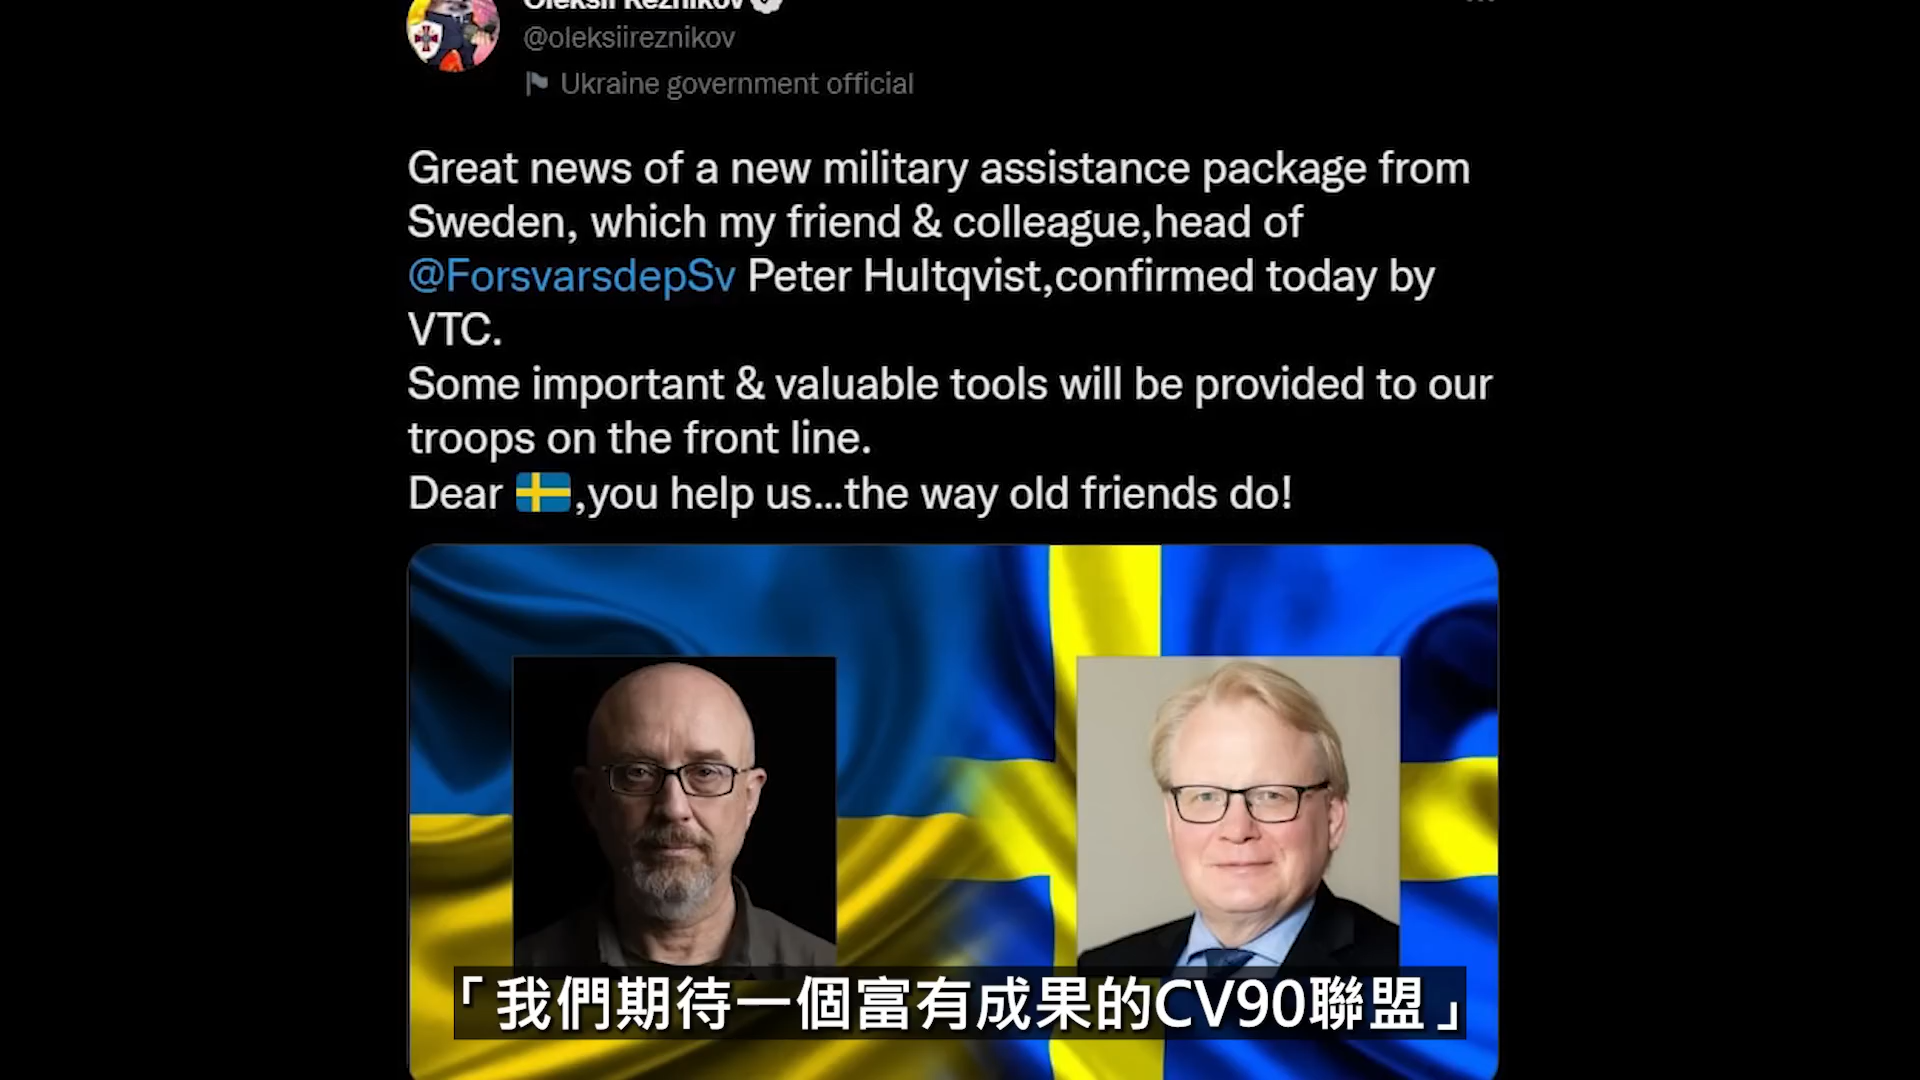 Oleksii Reznikov
@oleksiireznikov
Ukraine government official
Great news of a new military assistance package from
Sweden, which my friend & colleague,head of
@ForsvarsdepSv Peter Hultqvist,confirmed today by
VTC.
Some important & valuable tools will be provided to our
troops on the front line.
Dear 🇸🇪,you help us...the way old friends do!
「我們期待一個富有成果的CV90聯盟」